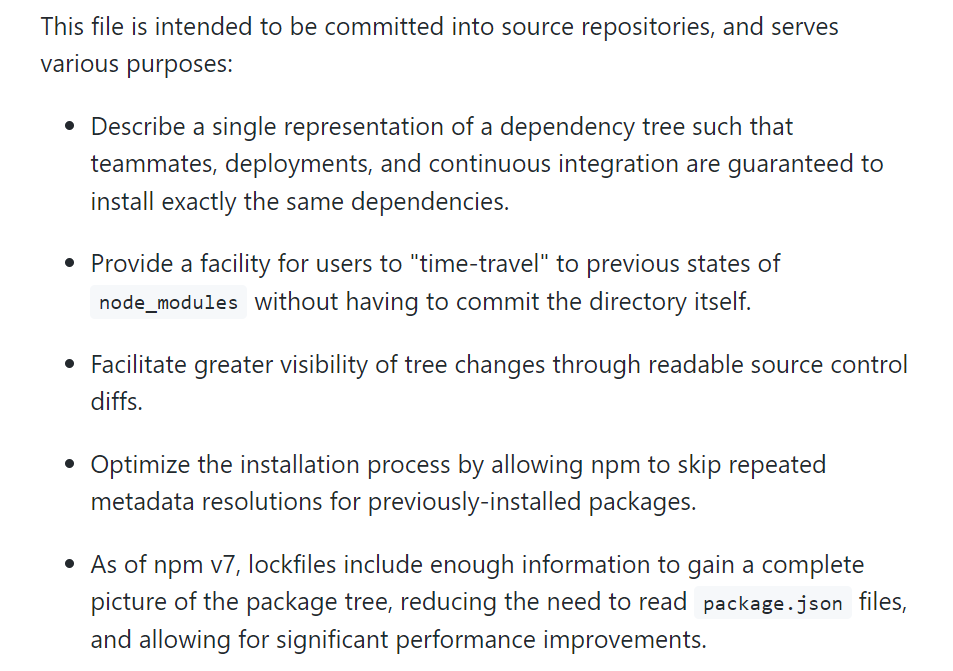 This file is intended to be committed into source repositories, and serves
various purposes:
• Describe a single representation of a dependency tree such that
teammates, deployments, and continuous integration are guaranteed to
install exactly the same dependencies.
• Provide a facility for users to "time-travel" to previous states of
node_modules without having to commit the directory itself.
• Facilitate greater visibility of tree changes through readable source control
diffs.
• Optimize the installation process by allowing npm to skip repeated
metadata resolutions for previously-installed packages.
• As of npm v7, lockfiles include enough information to gain a complete
picture of the package tree, reducing the need to read package.json files,
and allowing for significant performance improvements.